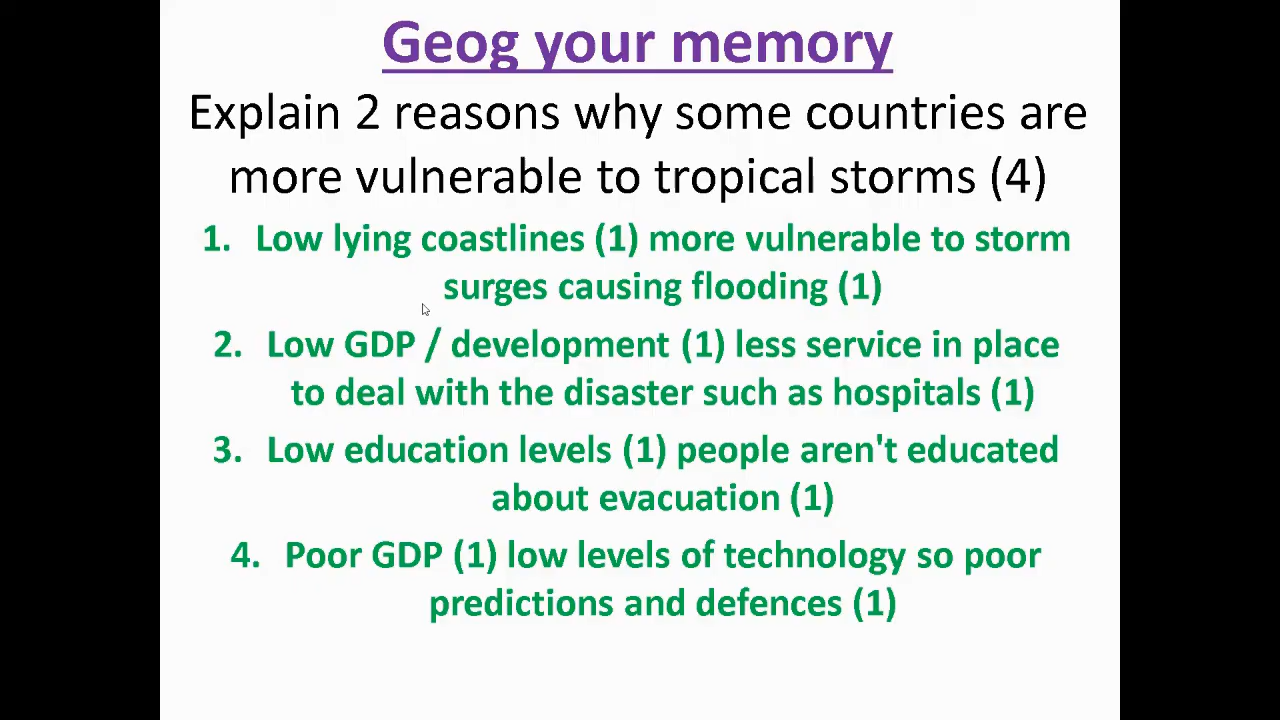 Geog your memory
Explain 2 reasons why some countries are
more vulnerable to tropical storms (4)
1. Low lying coastlines (1) more vulnerable to storm
surges causing flooding (1)
2. Low GDP / development (1) less service in place
to deal with the disaster such as hospitals (1)
3. Low education levels (1) people aren't educated
about evacuation (1)
4. Poor GDP (1) low levels of technology so poor
predictions and defences (1)